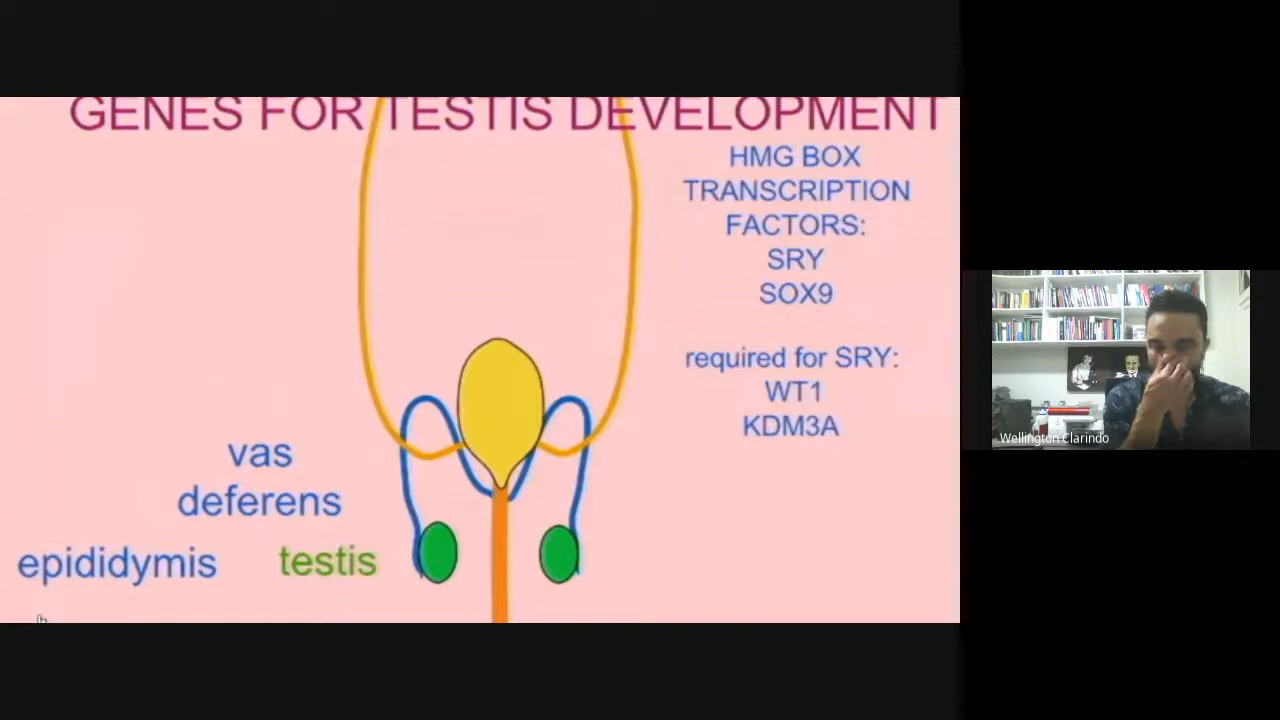 GENES FOR TESTIS DEVELOPMENT
HMG BOX
TRANSCRIPTION
FACTORS:
SRY
SOX9
required for SRY:
WT1
KDM3A
vas
deferens
epididymis
testis
Wellington Clarindo